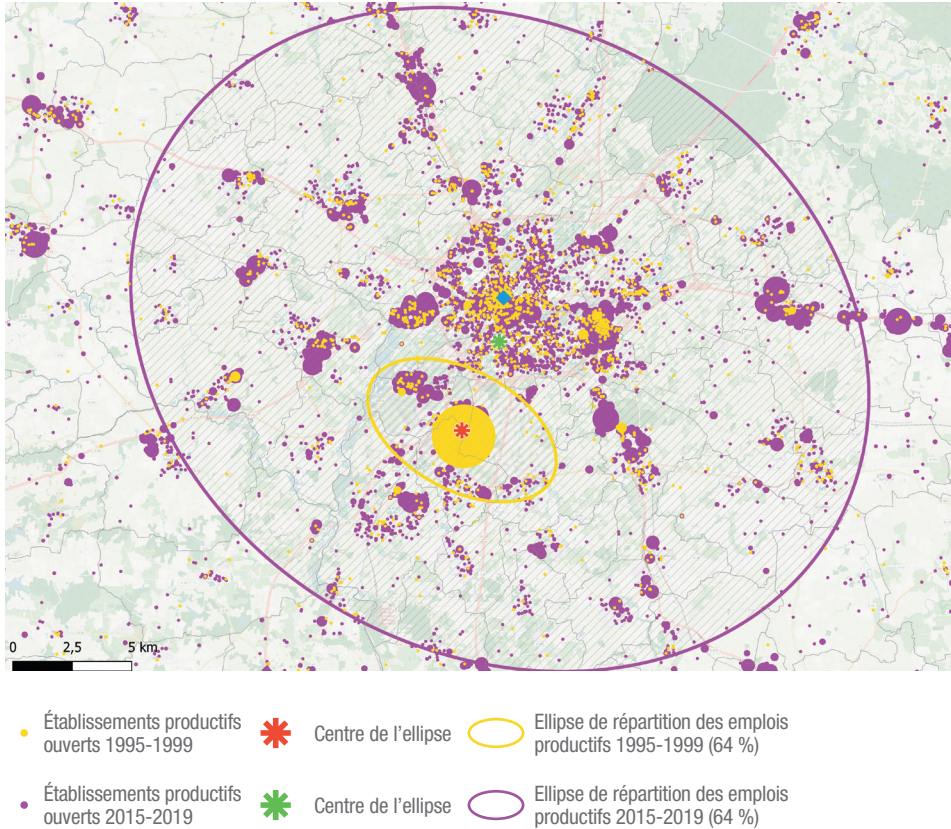 0 2,5 5 km
Établissements productifs
ouverts 1995-1999
Centre de l'ellipse
Ellipse de répartition des emplois
productifs 1995-1999 (64 %)
Établissements productifs
ouverts 2015-2019
Centre de l'ellipse
Ellipse de répartition des emplois
productifs 2015-2019 (64 %)